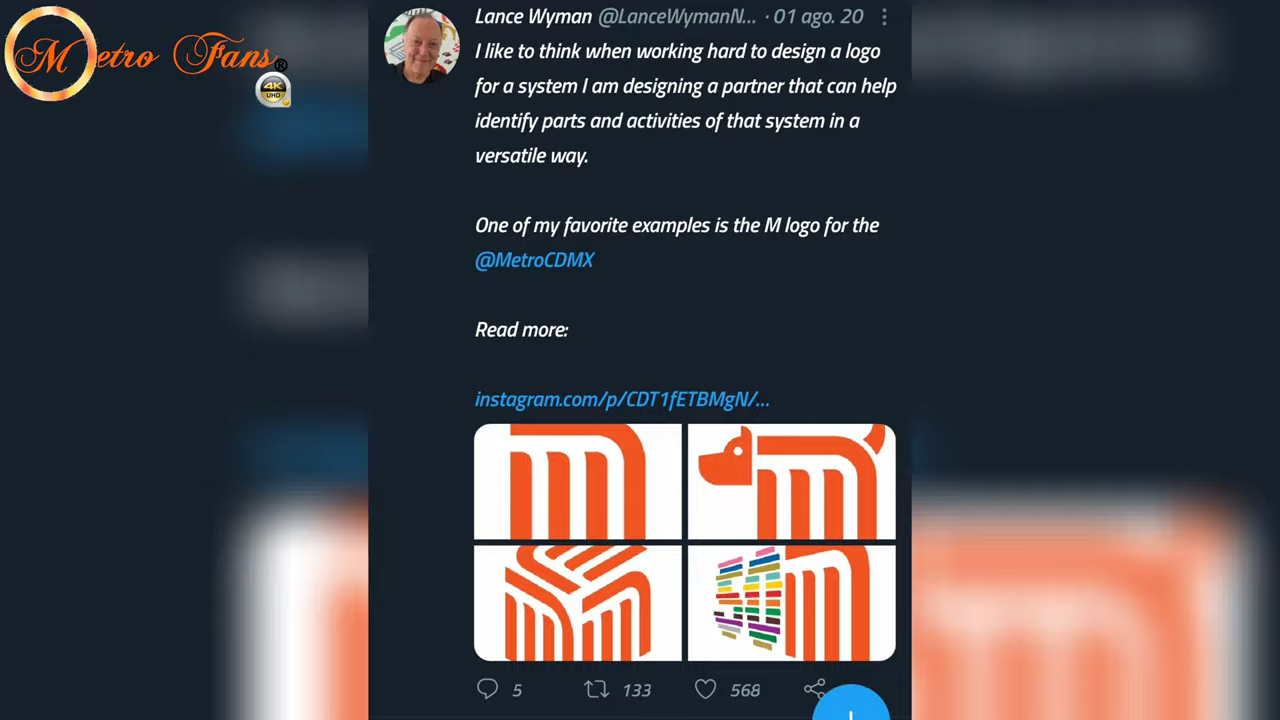 Metro Fans®
4K
UHD
Lance Wyman @LanceWymanN... · 01 ago. 20
I like to think when working hard to design a logo
for a system I am designing a partner that can help
identify parts and activities of that system in a
versatile way.
One of my favorite examples is the M logo for the
@MetroCDMX
Read more:
instagram.com/p/CDT1fETBMgN/...
5 133 568